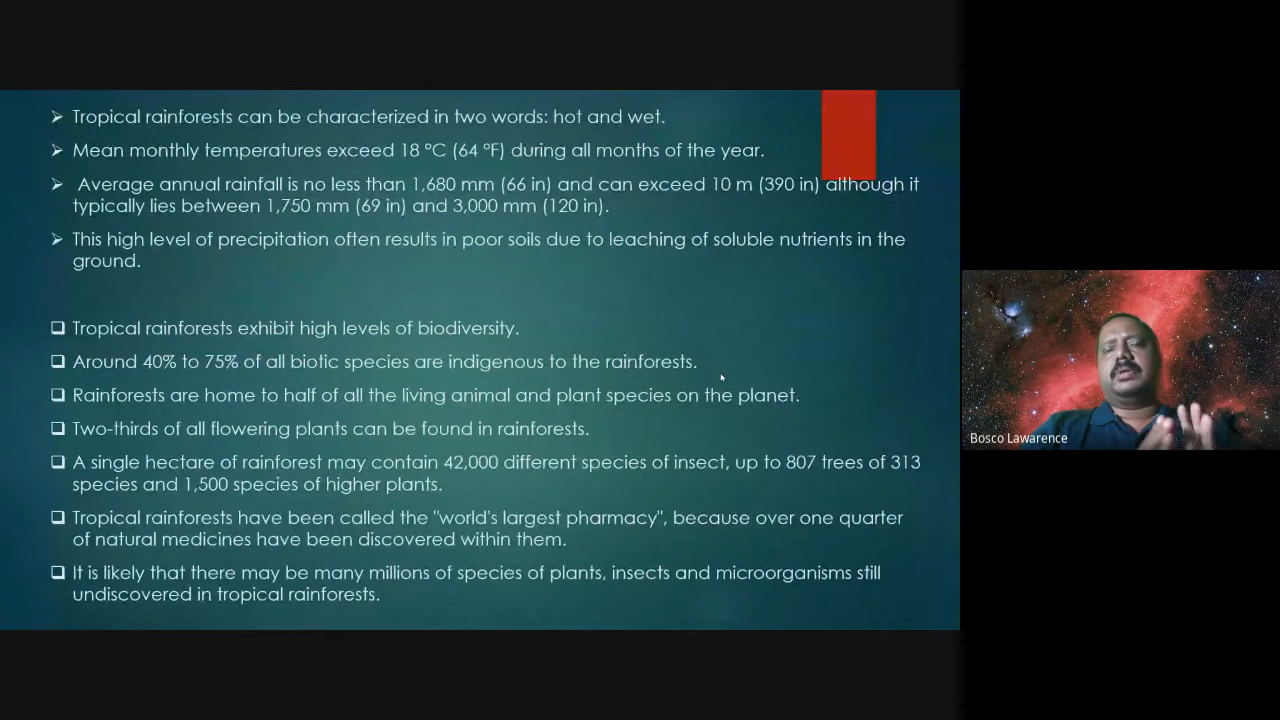 Tropical rainforests can be characterized in two words: hot and wet.
Mean monthly temperatures exceed 18 °C (64 °F) during all months of the year.
Average annual rainfall is no less than 1,680 mm (66 in) and can exceed 10 m (390 in) although it
typically lies between 1,750 mm (69 in) and 3,000 mm (120 in).
This high level of precipitation often results in poor soils due to leaching of soluble nutrients in the
ground.
Tropical rainforests exhibit high levels of biodiversity.
Around 40% to 75% of all biotic species are indigenous to the rainforests.
Rainforests are home to half of all the living animal and plant species on the planet.
Two-thirds of all flowering plants can be found in rainforests.
A single hectare of rainforest may contain 42,000 different species of insect, up to 807 trees of 313
species and 1,500 species of higher plants.
Tropical rainforests have been called the "world's largest pharmacy", because over one quarter
of natural medicines have been discovered within them.
It is likely that there may be many millions of species of plants, insects and microorganisms still
undiscovered in tropical rainforests.
Bosco Lawarence